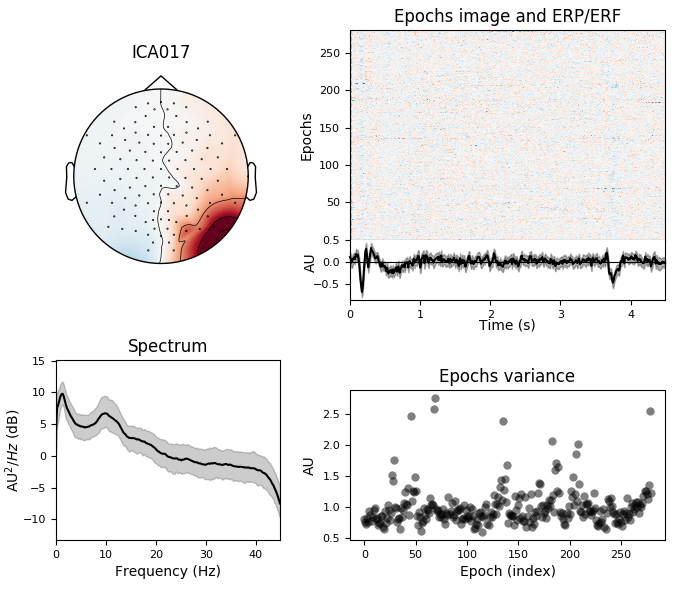 ICA017
Epochs image and ERP/ERF
Epochs
250
200
150
100
50
0.5
0.0
−0.5
AU
0 1 2 3 4
Time (s)
Spectrum
AU²/Hz (dB)
15
10
5
0
−5
−10
0 10 20 30 40
Frequency (Hz)
Epochs variance
AU
2.5
2.0
1.5
1.0
0.5
0 50 100 150 200 250
Epoch (index)